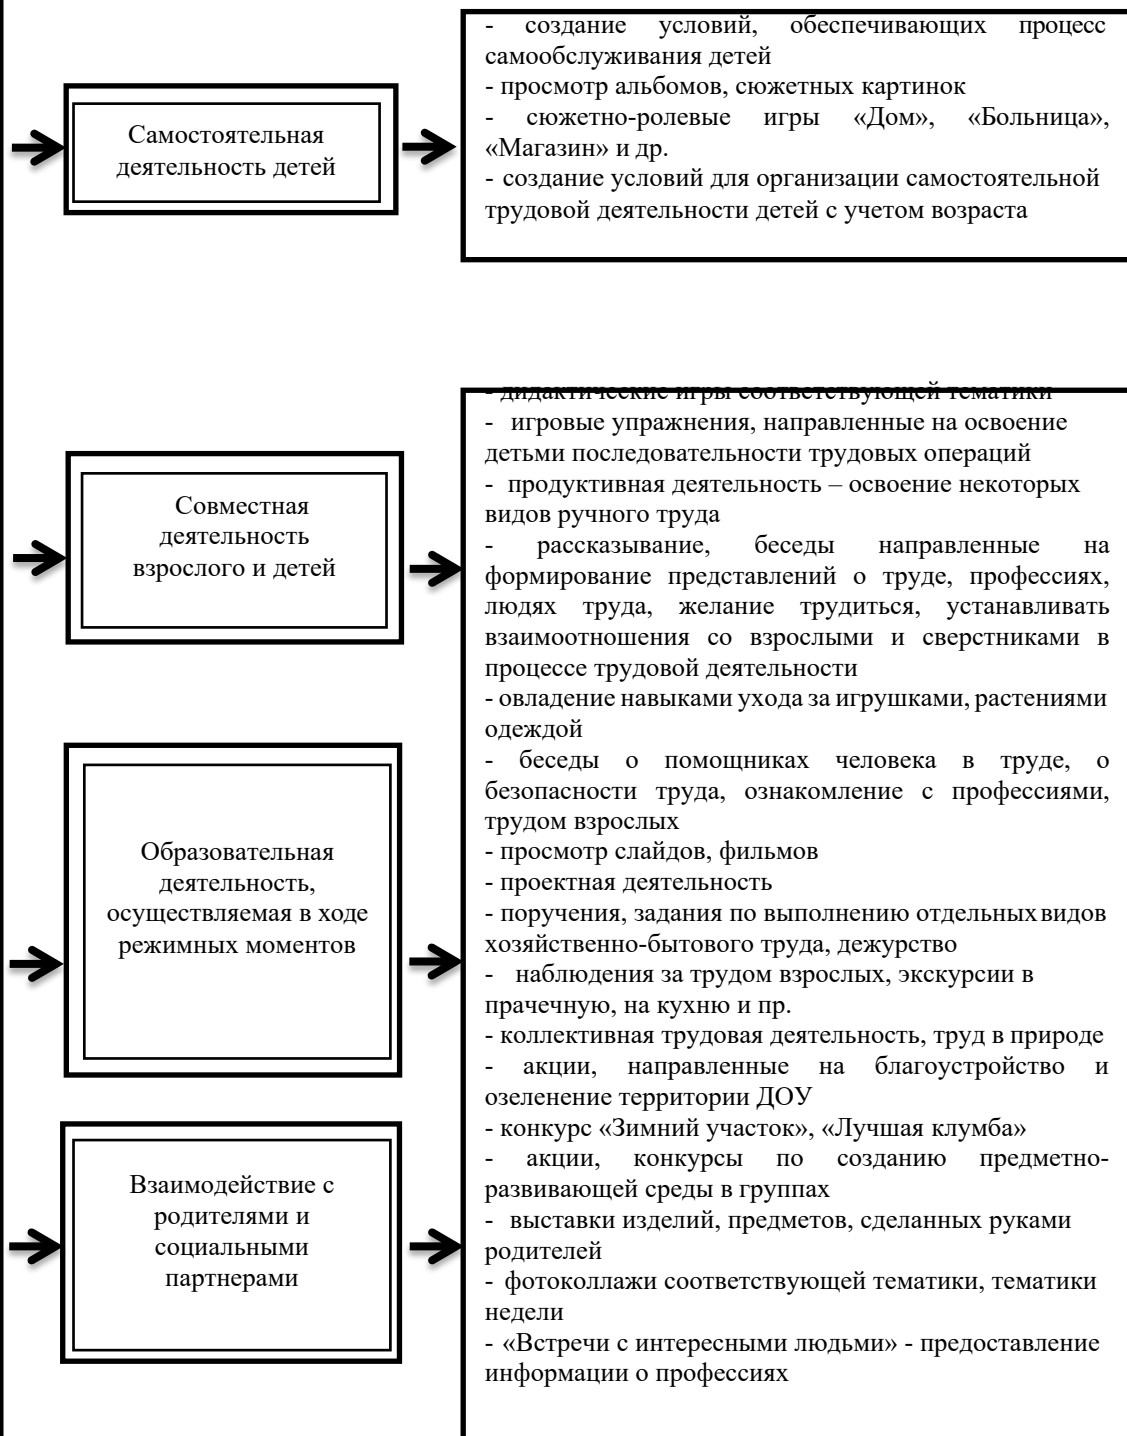 Самостоятельная
деятельность детей
- создание условий, обеспечивающих процесс
самообслуживания детей
- просмотр альбомов, сюжетных картинок
- сюжетно-ролевые игры «Дом», «Больница»,
«Магазин» и др.
- создание условий для организации самостоятельной
трудовой деятельности детей с учетом возраста
Совместная
деятельность
взрослого и детей
Образовательная
деятельность,
осуществляемая в ходе
режимных моментов
Взаимодействие с
родителями и
социальными
партнерами
- дидактические игры соответствующей тематики
- игровые упражнения, направленные на освоение
детьми последовательности трудовых операций
- продуктивная деятельность – освоение некоторых
видов ручного труда
- рассказывание, беседы направленные на
формирование представлений о труде, профессиях,
людях труда, желание трудиться, устанавливать
взаимоотношения со взрослыми и сверстниками в
процессе трудовой деятельности
- овладение навыками ухода за игрушками, растениями
одеждой
- беседы о помощниках человека в труде, о
безопасности труда, ознакомление с профессиями,
трудом взрослых
- просмотр слайдов, фильмов
- проектная деятельность
- поручения, задания по выполнению отдельных видов
хозяйственно-бытового труда, дежурство
- наблюдения за трудом взрослых, экскурсии в
прачечную, на кухню и пр.
- коллективная трудовая деятельность, труд в природе
- акции, направленные на благоустройство и
озеленение территории ДОУ
- конкурс «Зимний участок», «Лучшая клумба»
- акции, конкурсы по созданию предметно-
развивающей среды в группах
- выставки изделий, предметов, сделанных руками
родителей
- фотоколлажи соответствующей тематики, тематики
недели
- «Встречи с интересными людьми» - предоставление
информации о профессиях